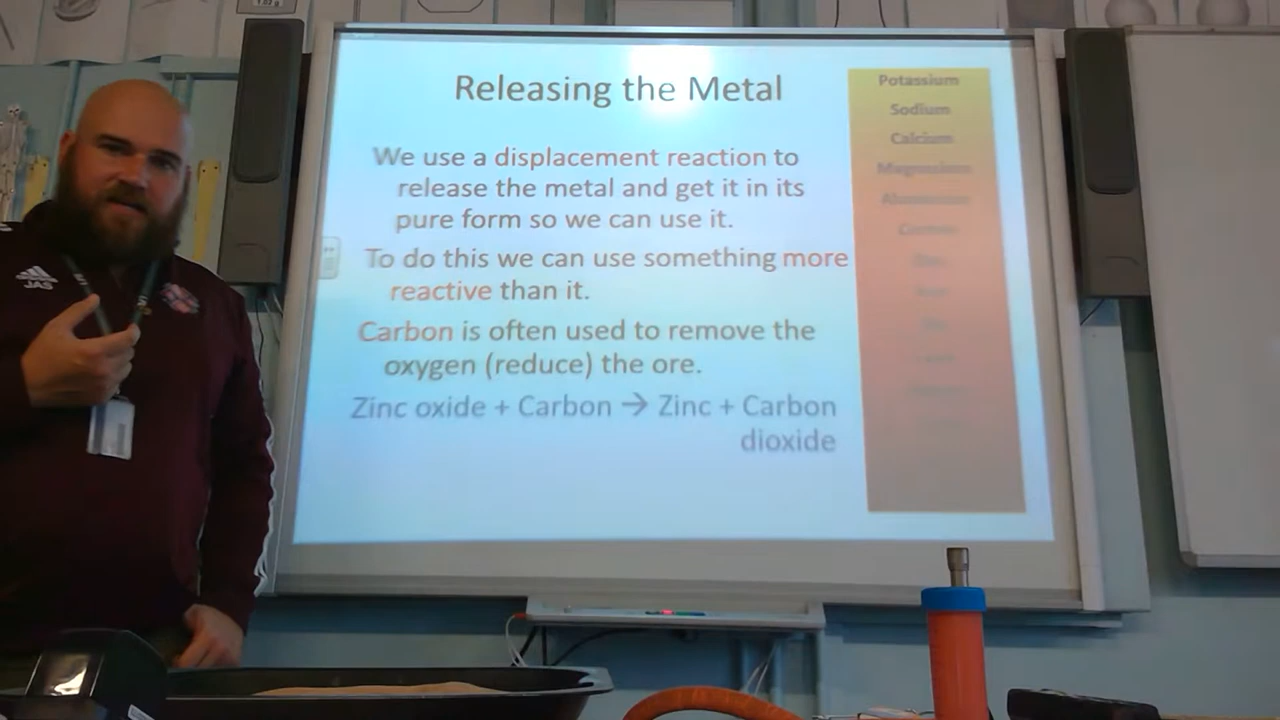 Releasing the Metal
We use a displacement reaction to
release the metal and get it in its
pure form so we can use it.
To do this we can use something more
reactive than it.
Carbon is often used to remove the
oxygen (reduce) the ore.
Zinc oxide + Carbon → Zinc + Carbon
dioxide
Potassium
Sodium
Calcium
Magnesium
Aluminium
Carbon
JAS